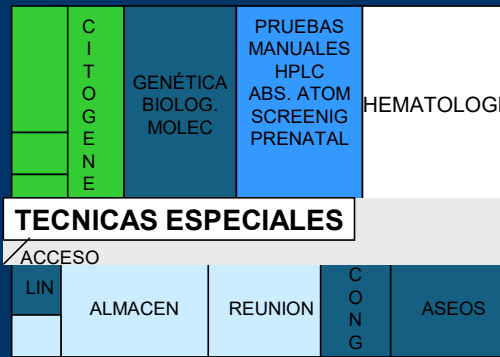 C
I
T
O
G
E
N
E
GENÉTICA
BIOLOG.
MOLEC
PRUEBAS
MANUALES
HPLC
ABS. ATOM
SCREENIG
PRENATAL
HEMATOLOG
TECNICAS ESPECIALES
ACCESO
LIN
ALMACEN
REUNION
C
O
N
G
ASEOS